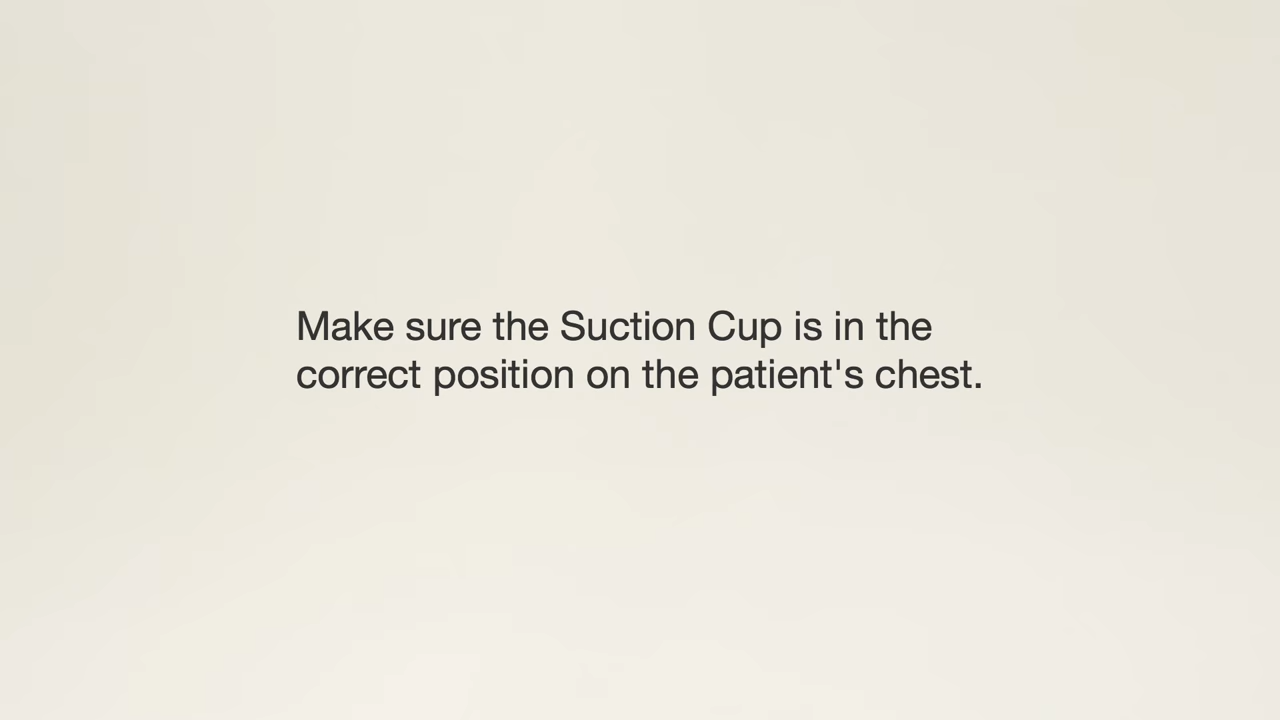 Make sure the Suction Cup is in the
correct position on the patient's chest.